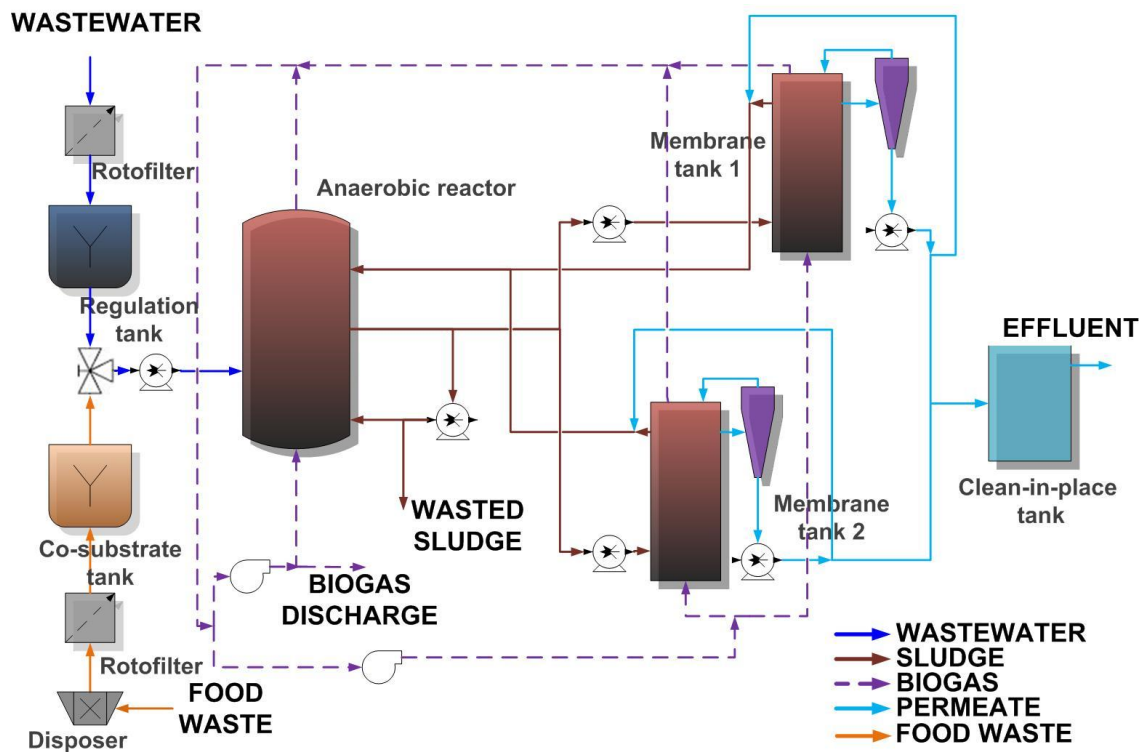 WASTEWATER
Rotofilter
Regulation
tank
Anaerobic reactor
Membrane
tank 1
EFFLUENT
Clean-in-place
tank
Membrane
tank 2
WASTED
SLUDGE
Co-substrate
tank
BIOGAS
DISCHARGE
Rotofilter
FOOD
WASTE
Disposer
WASTEWATER
SLUDGE
BIOGAS
PERMEATE
FOOD WASTE